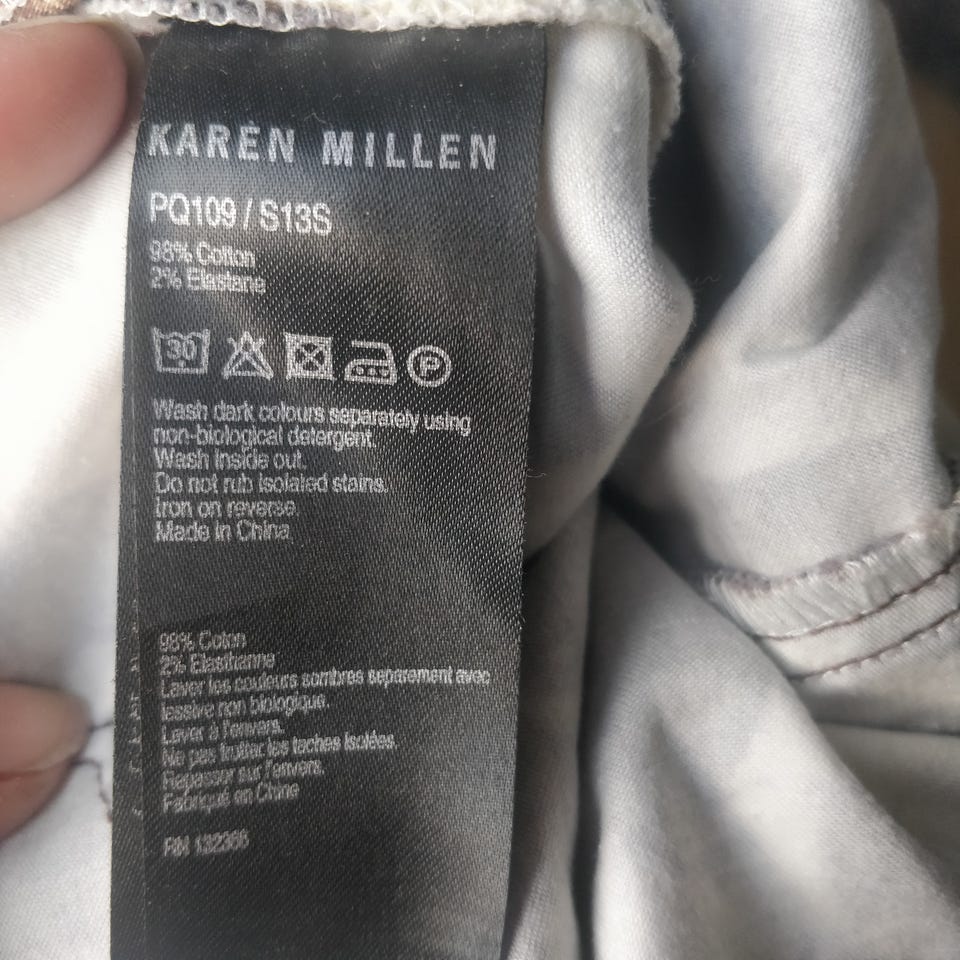 KAREN MILLEN
PQ109 / S13S
98% Cotton
2% Elastane
30
P
Wash dark colours separately using
non-biological detergent.
Wash inside out.
Do not rub isolated stains.
Iron on reverse.
Made in China
98% Coton
2% Elasthanne
Laver les couleurs sombres separement avec
lessive non biologique.
Laver à l'envers.
Ne pas frotter les taches isolées.
Repasser sur l'envers.
Fabriqué en Chine
RN 132366